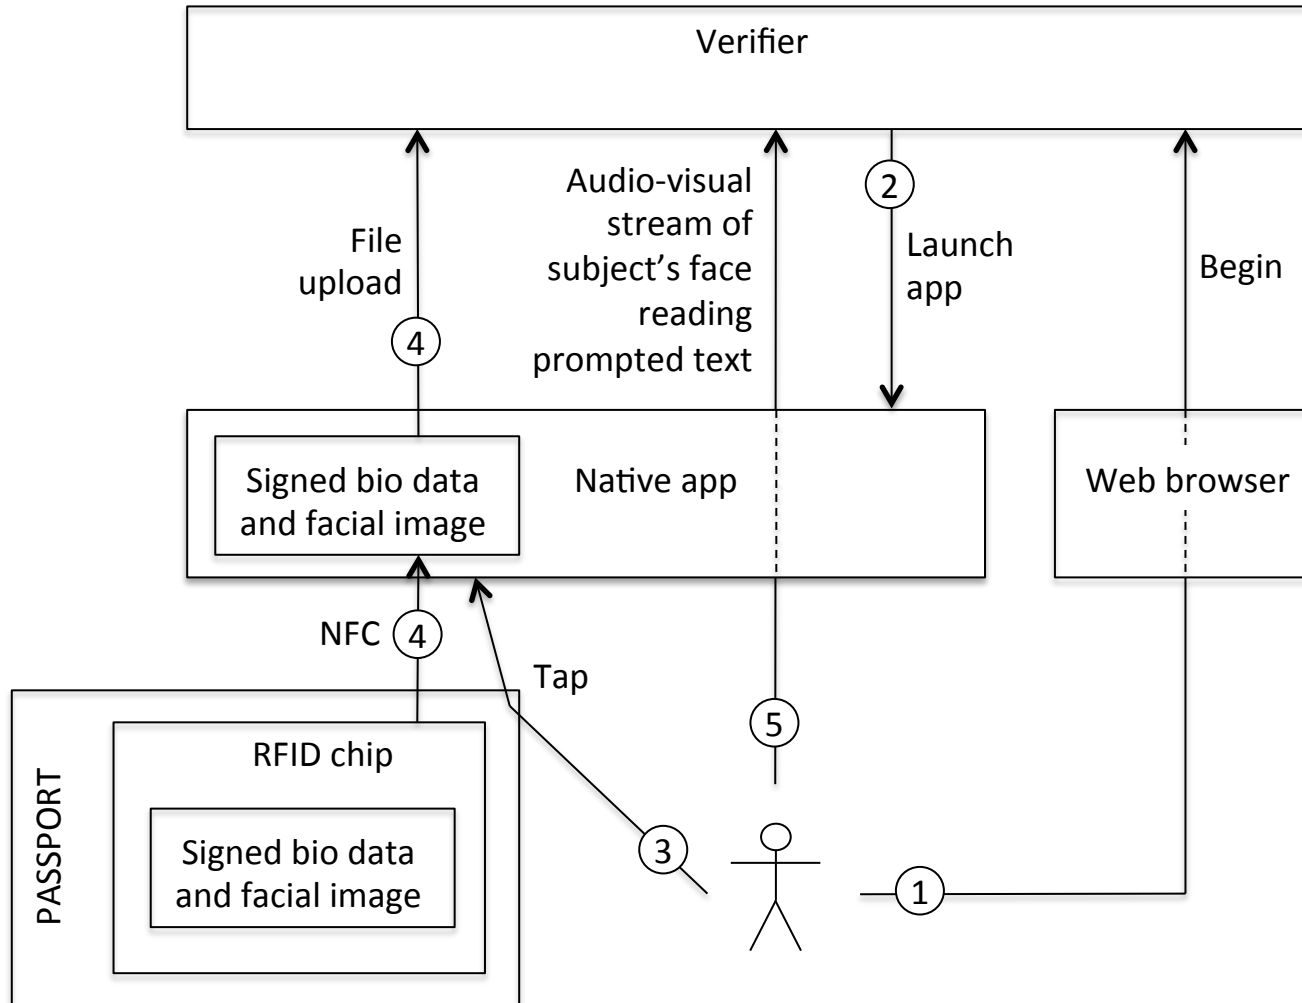 Verifier
2
Audio-visual
stream of
subject’s face
reading
prompted text
File
upload
Launch
app
Begin
4
Signed bio data
and facial image
Native app
Web browser
NFC
4
Tap
5
PASSPORT
RFID chip
Signed bio data
and facial image
3
1